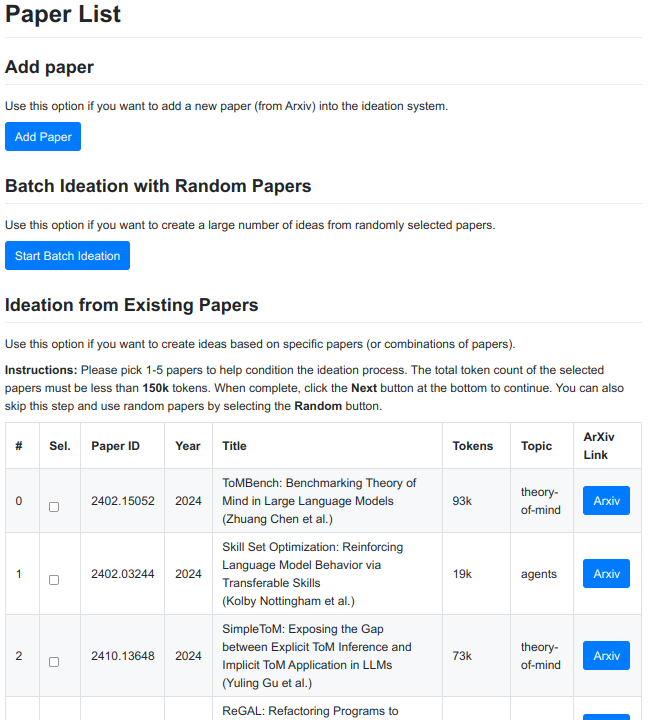 Paper List
Add paper
Use this option if you want to add a new paper (from Arxiv) into the ideation system.
Add Paper
Batch Ideation with Random Papers
Use this option if you want to create a large number of ideas from randomly selected papers.
Start Batch Ideation
Ideation from Existing Papers
Use this option if you want to create ideas based on specific papers (or combinations of papers).
Instructions: Please pick 1-5 papers to help condition the ideation process. The total token count of the selected
papers must be less than 150k tokens. When complete, click the Next button at the bottom to continue. You can also
skip this step and use random papers by selecting the Random button.
# Sel. Paper ID Year Title Tokens Topic ArXiv
Link
0 2402.15052 2024 ToMBench: Benchmarking Theory of
Mind in Large Language Models
(Zhuang Chen et al.) 93k theory-
of-mind Arxiv
1 2402.03244 2024 Skill Set Optimization: Reinforcing
Language Model Behavior via
Transferable Skills
(Kolby Nottingham et al.) 19k agents Arxiv
2 2410.13648 2024 SimpleToM: Exposing the Gap
between Explicit ToM Inference and
Implicit ToM Application in LLMs
(Yuling Gu et al.) 73k theory-
of-mind Arxiv
ReGAL: Refactoring Programs to